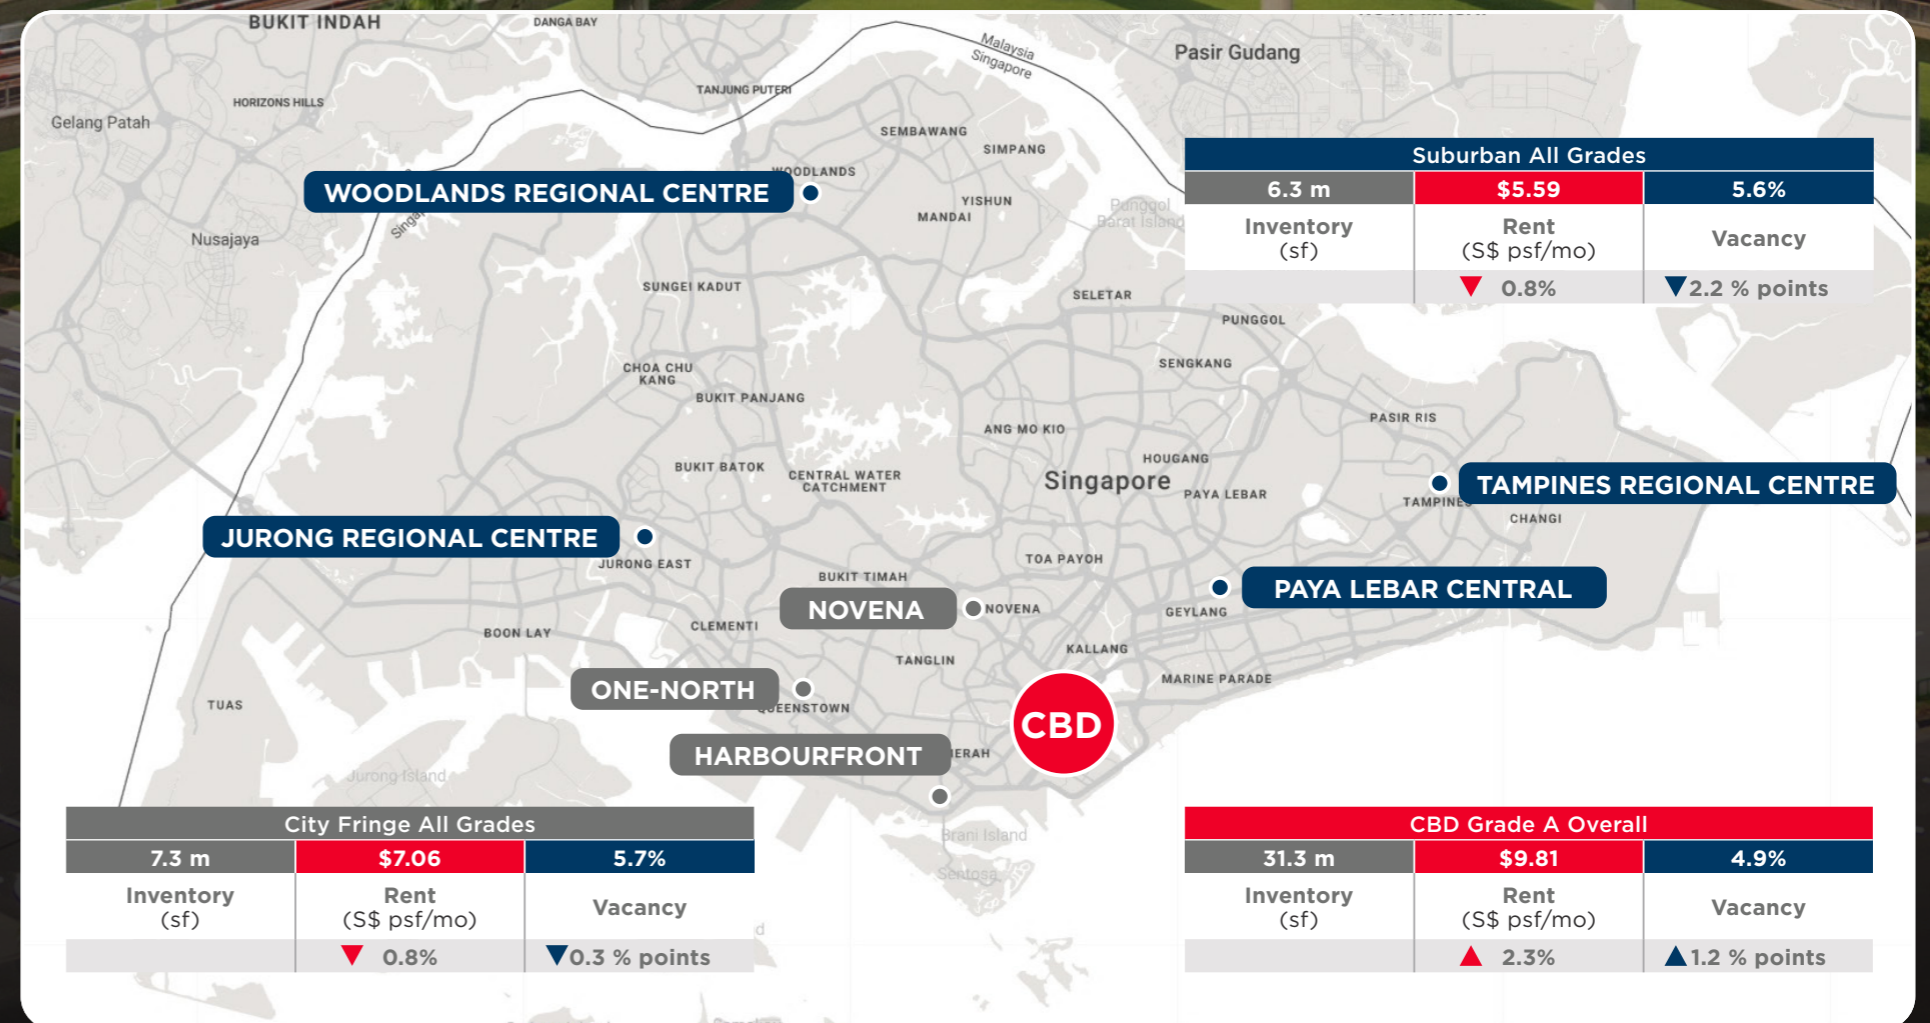 BUKIT INDAH
DANGA BAY
Malaysia
Singapore
Pasir Gudang
TANJUNG PUTERI
HORIZONS HILLS
Gelang Patah
SEMBAWANG
SIMPANG
WOODLANDS
WOODLANDS REGIONAL CENTRE
YISHUN
MANDAI
Punggol
Barat Island
Nusajaya
SUNGEI KADUT
SELETAR
PUNGGOL
SENGKANG
CHOA CHU
KANG
BUKIT PANJANG
PASIR RIS
ANG MO KIO
HOUGANG
BUKIT BATOK
CENTRAL WATER
CATCHMENT
Singapore
PAYA LEBAR
TAMPINES REGIONAL CENTRE
TAMPINES
CHANGI
JURONG REGIONAL CENTRE
JURONG EAST
TOA PAYOH
BUKIT TIMAH
PAYA LEBAR CENTRAL
NOVENA
NOVENA
GEYLANG
CLEMENTI
BOON LAY
KALLANG
TANGLIN
MARINE PARADE
ONE-NORTH
QUEENSTOWN
TUAS
CBD
HARBOURFRONT
Jurong Island
Brani Island
Sentosa
Suburban All Grades
6.3 m $5.59 5.6%
Inventory (sf) Rent (S$ psf/mo) Vacancy
▼ 0.8% ▼2.2 % points
City Fringe All Grades
7.3 m $7.06 5.7%
Inventory (sf) Rent (S$ psf/mo) Vacancy
▼ 0.8% ▼0.3 % points
CBD Grade A Overall
31.3 m $9.81 4.9%
Inventory (sf) Rent (S$ psf/mo) Vacancy
▲ 2.3% ▲1.2 % points